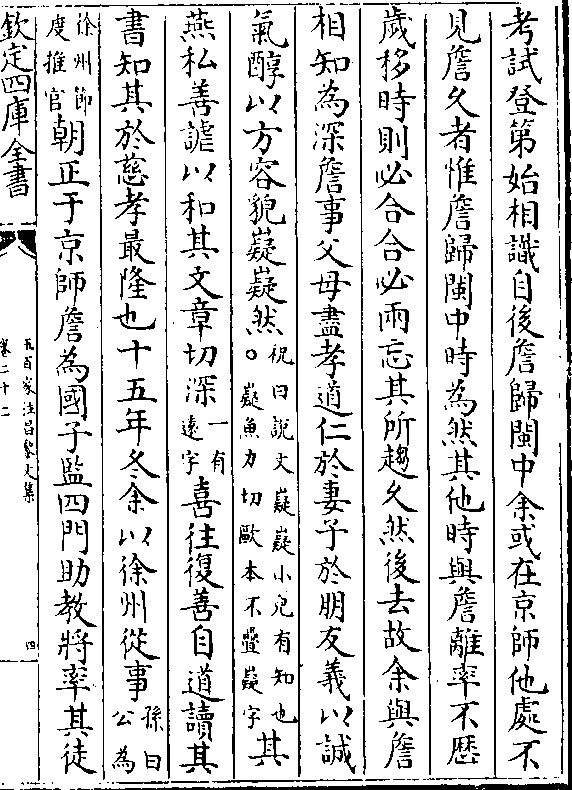 考試登第始相識自後詹歸閩中余或在京師他處不
見詹久者惟詹歸閩中時為然其他時與詹離率不歷
歲移時則必合合必兩忘其所趨久然後去故余與詹
相知為深詹事父母盡孝道仁於妻子於朋友義以誠
氣醇以方容貌嶷嶷然。祝曰說文嶷嶷小兒有知也嶷魚力切歐本不疊嶷字其
燕私善謔以和其文章切深一有遠字喜往復善自道讀其
書知其於慈孝最隆也十五年冬余以徐州從事孫曰公為
徐州節度推官朝正于京師詹為國子監四門助教將率其徒
欽定四庫全書
五百家注昌黎文集
卷二十二
四